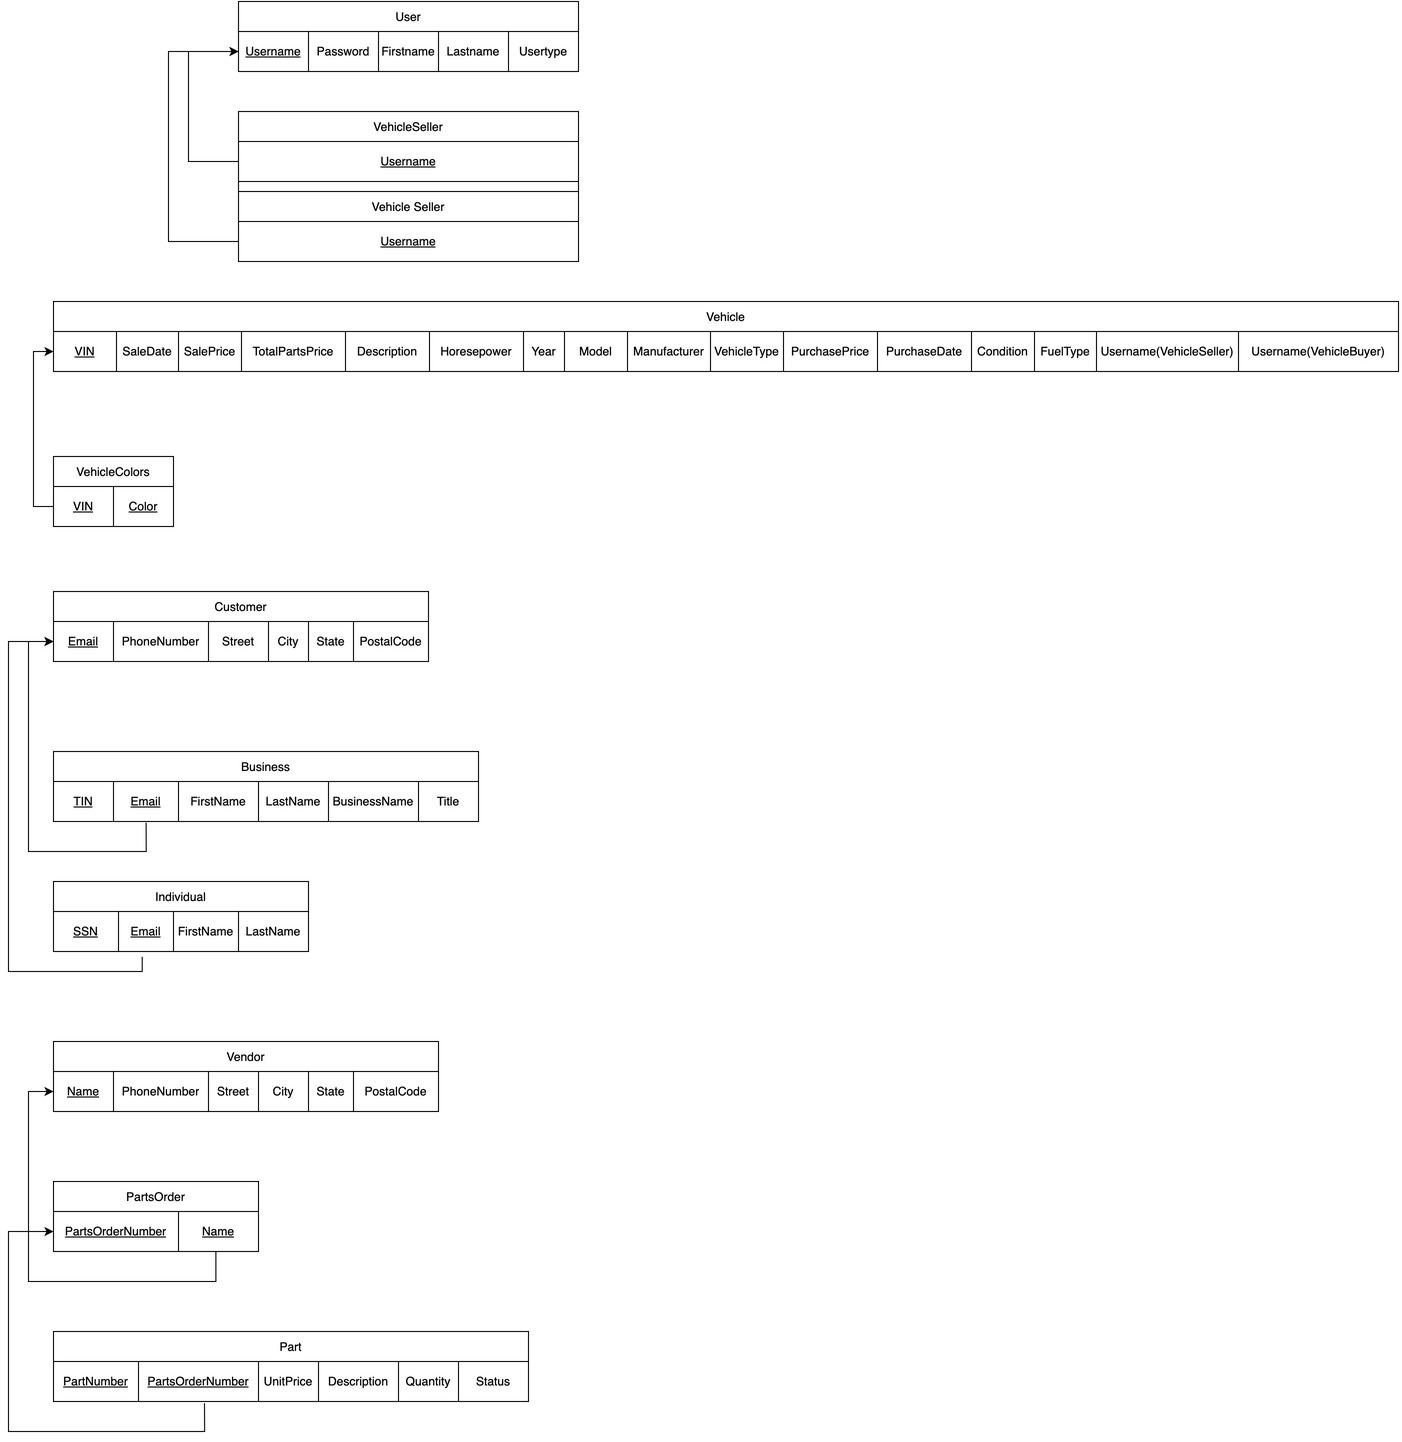 User
Username Password Firstname Lastname Usertype
VehicleSeller
Username
Vehicle Seller
Username
Vehicle
VIN SaleDate SalePrice TotalPartsPrice Description Horesepower Year Model Manufacturer VehicleType PurchasePrice PurchaseDate Condition FuelType Username(VehicleSeller) Username(VehicleBuyer)
VehicleColors
VIN Color
Customer
Email PhoneNumber Street City State PostalCode
Business
TIN Email FirstName LastName BusinessName Title
Individual
SSN Email FirstName LastName
Vendor
Name PhoneNumber Street City State PostalCode
PartsOrder
PartsOrderNumber Name
Part
PartNumber PartsOrderNumber UnitPrice Description Quantity Status